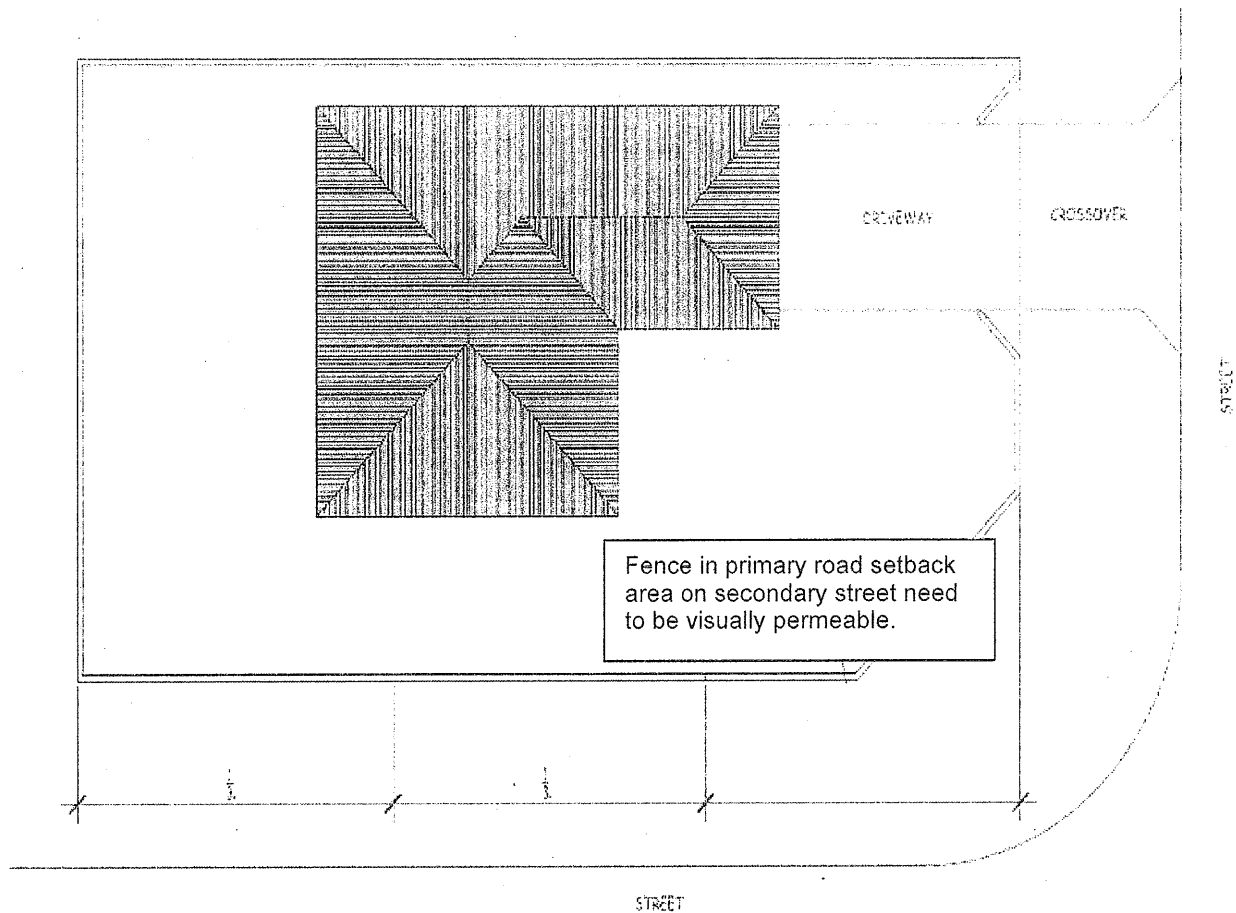 DRIVEWAY
CROSSOVER
STREET
Fence in primary road setback
area on secondary street need
to be visually permeable.
STREET